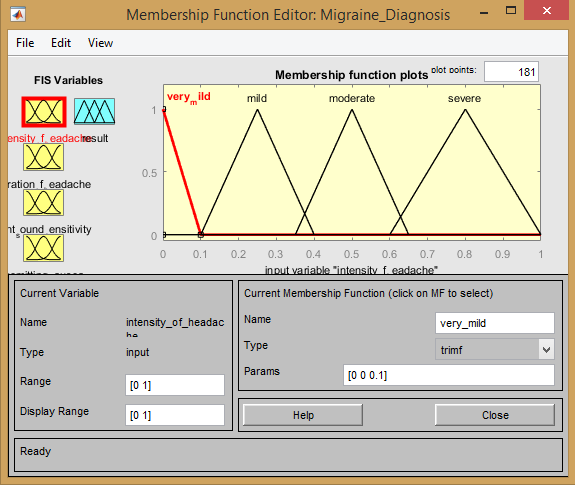 Membership Function Editor: Migraine_Diagnosis
File Edit View
FIS Variables
Membership function plots
plot points:
181
very_mild
mild
moderate
severe
ensity_f_eadache
result
ration_f_eadache
nt_sound_ensitivity
1
0.5
0
0 0.1 0.2 0.3 0.4 0.5 0.6 0.7 0.8 0.9 1
input variable "intensity_f_eadache"
Current Variable
Name
intensity_of_headac
Type
input
Range
[0 1]
Display Range
[0 1]
Current Membership Function (click on MF to select)
Name
very_mild
Type
trimf
Params
[0 0 0.1]
Help
Close
Ready